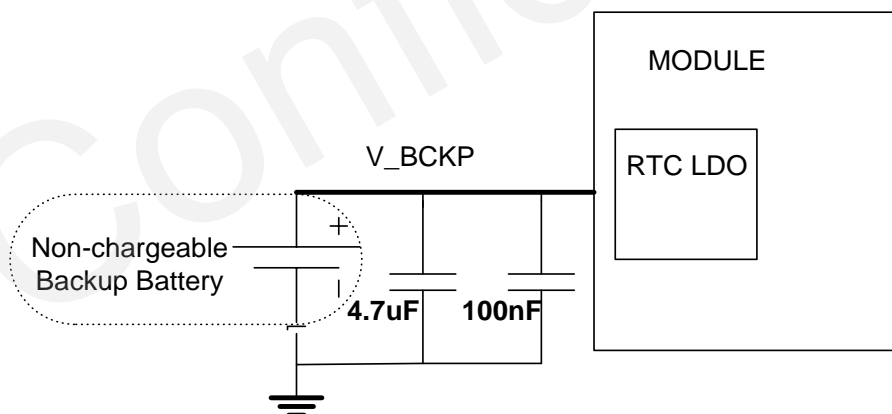 MODULE
V_BCKP
RTC LDO
Non-chargeable
Backup Battery
+
-
4.7uF
100nF